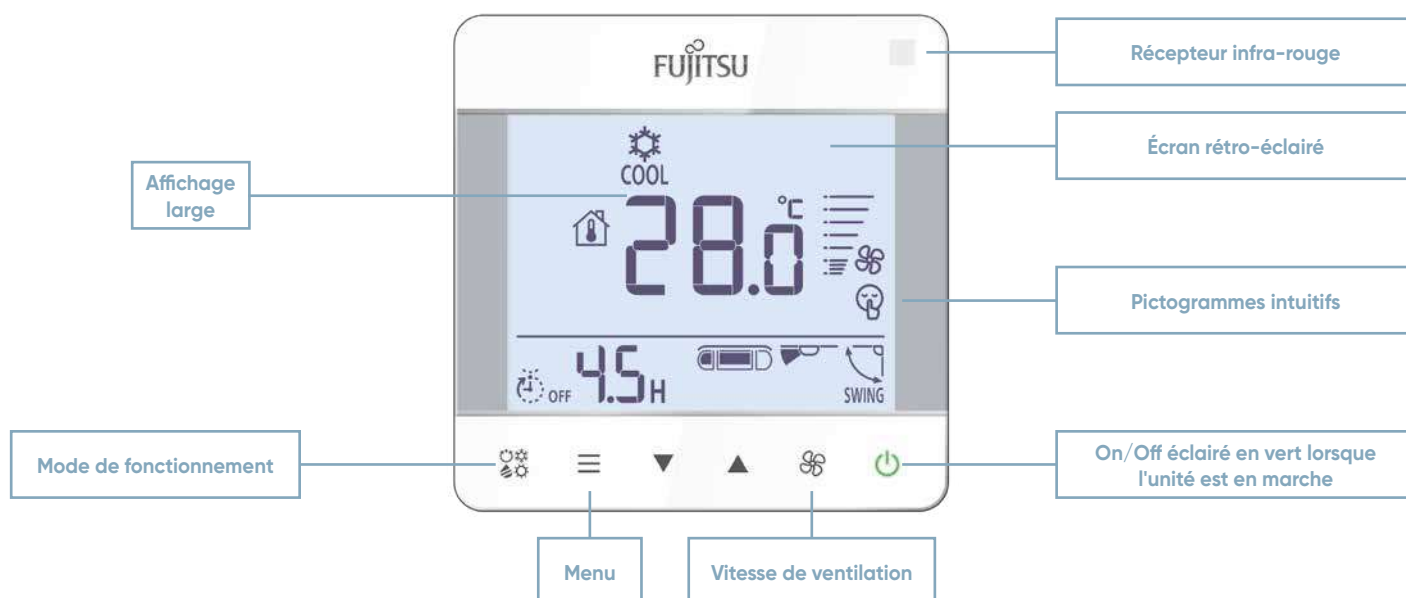 FUJITSU
Récepteur infra-rouge
COOL
Écran rétro-éclairé
Affichage
large
28.0 °C
Pictogrammes intuitifs
OFF 4.5 H
SWING
Mode de fonctionnement
On/Off éclairé en vert lorsque
l'unité est en marche
Menu
Vitesse de ventilation